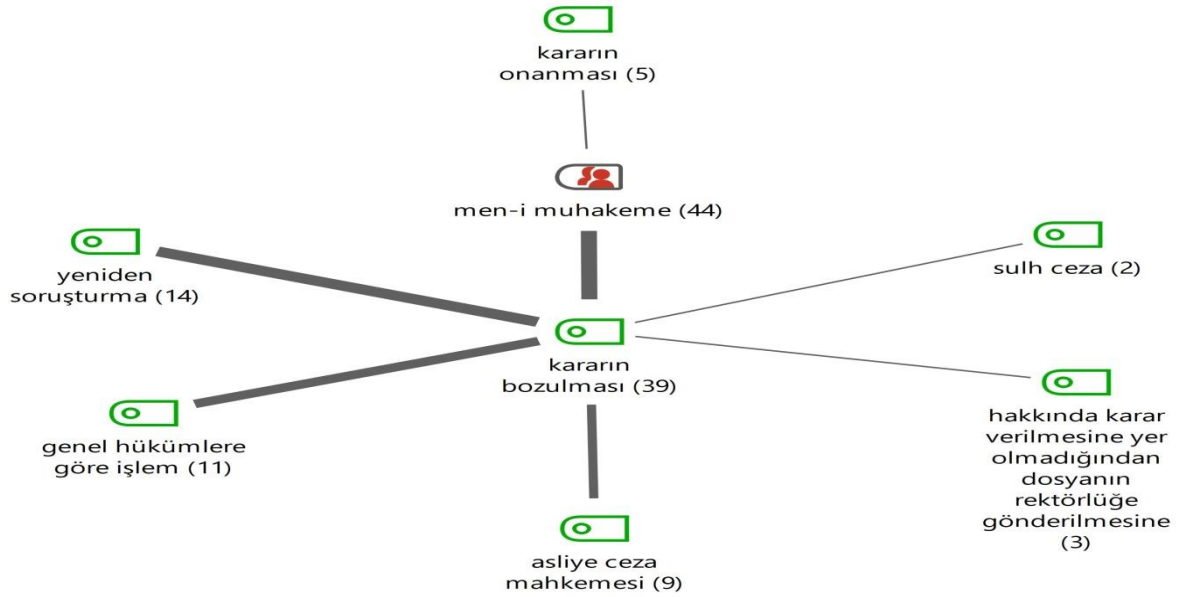 kararın
onanması (5)
men-i muhakeme (44)
yeniden
soruşturma (14)
sulh ceza (2)
kararın
bozulması (39)
genel hükümlere
göre işlem (11)
hakkında karar
verilmesine yer
olmadığından
dosyanın
rektörlüğe
gönderilmesine
(3)
asliye ceza
mahkemesi (9)